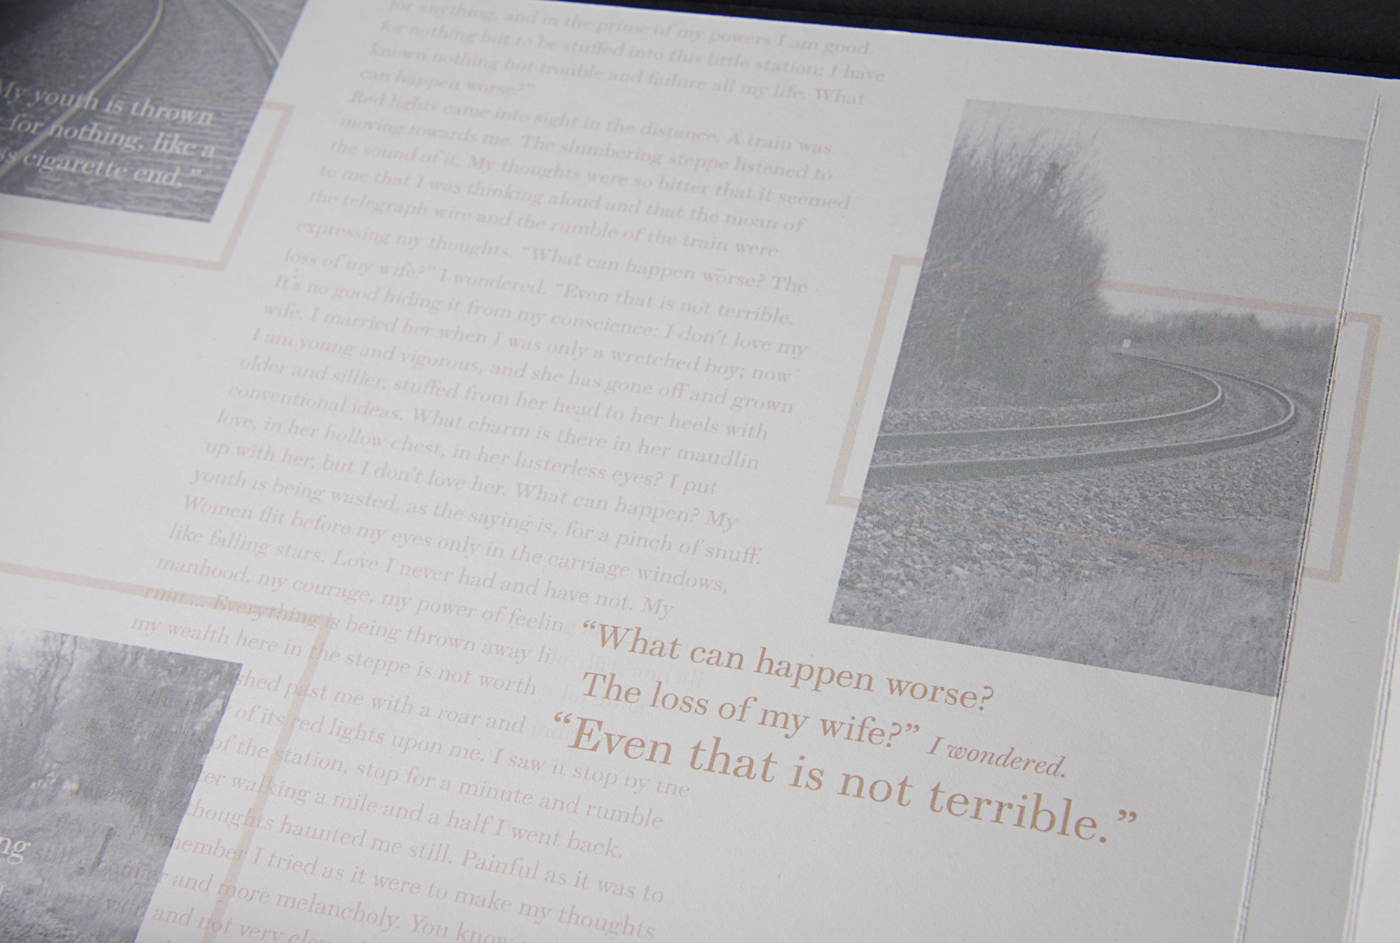 My youth is thrown
for nothing, like a
cigarette end,”
for anything, and in the prime of my powers I am good
for nothing but to be stuffed into this little station; I have
known nothing but trouble and failure all my life. What
can happen worse?”
Red lights came into sight in the distance. A train was
moving towards me. The slumbering steppe listened to
the sound of it. My thoughts were so bitter that it seemed
to me that I was thinking aloud and that the moan of
the telegraph wire and the rumble of the train were
expressing my thoughts. “What can happen worse? The
loss of my wife?” I wondered. “Even that is not terrible.
It's no good hiding it from my conscience: I don't love my
wife. I married her when I was only a wretched boy; now
I am young and vigorous, and she has gone off and grown
older and sillier, stuffed from her head to her heels with
conventional ideas. What charm is there in her maudlin
love, in her hollow chest, in her lusterless eyes? I put
up with her, but I don't love her. What can happen? My
youth is being wasted, as the saying is, for a pinch of snuff.
Women flit before my eyes only in the carriage windows,
like falling stars. Love I never had and have not. My
manhood, my courage, my power of feelin
ruin.... Everything is being thrown away li
my wealth here in the steppe is not worth
shed past me with a roar and
of its red lights upon me. I saw it stop by the
of the station, stop for a minute and rumble
er walking a mile and a half I went back.
thoughts haunted me still. Painful as it was to
member I tried as it were to make my thoughts
and more melancholy. You know
and not very cle
“What can happen worse?
The loss of my wife?” I wondered.
“Even that is not terrible.”
ng